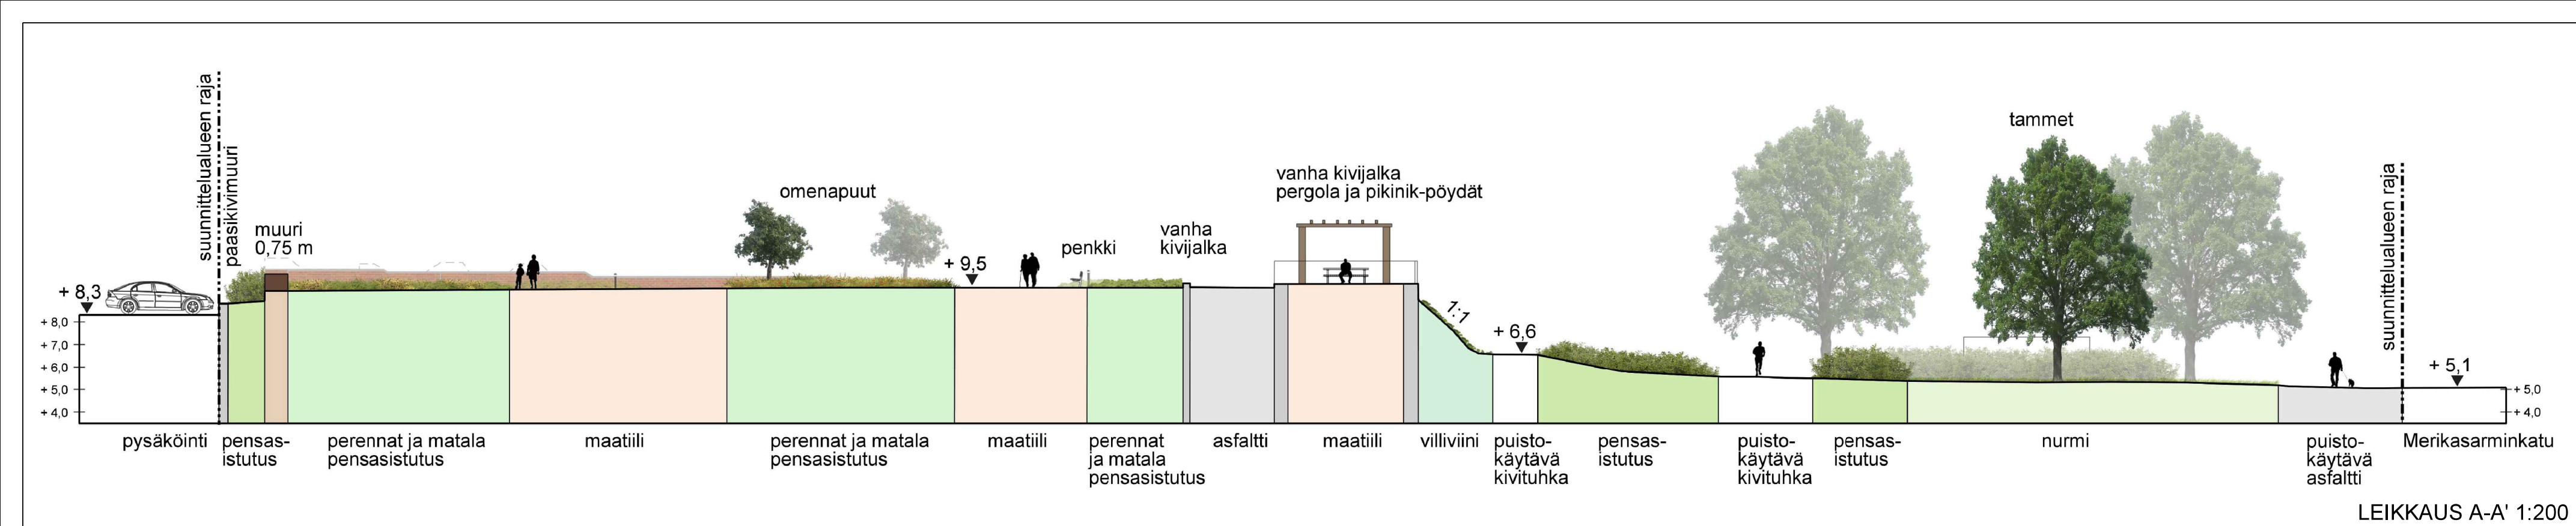 suunnittelualueen raja
paasikivimuuri
muuri
0,75 m
omenapuut
+ 9,5
penkki
vanha
kivijalka
vanha kivijalka
pergola ja pikinik-pöydät
1:1
+ 6,6
tammet
suunnittelualueen raja
+ 5,1
+ 8,3
+ 8,0
+ 7,0
+ 6,0
+ 5,0
+ 4,0
+ 5,0
+ 4,0
pysäköinti
pensas-
istutus
perennat ja matala
pensasistutus
maatiili
perennat ja matala
pensasistutus
maatiili
perennat
ja matala
pensasistutus
asfaltti
maatiili
villiviini
puisto-
käytävä
kivituhka
pensas-
istutus
puisto-
käytävä
kivituhka
pensas-
istutus
nurmi
puisto-
käytävä
asfaltti
Merikasarminkatu
LEIKKAUS A-A' 1:200